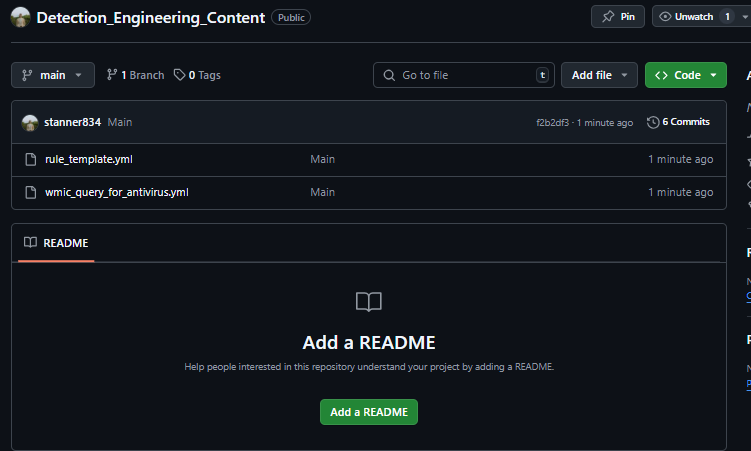 Detection_Engineering_Content Public Pin Unwatch 1
main 1 Branch 0 Tags Go to file t Add file Code
stanner834 Main f2b2df3 · 1 minute ago 6 Commits
rule_template.yml Main 1 minute ago
wmic_query_for_antivirus.yml Main 1 minute ago
README
Add a README
Help people interested in this repository understand your project by adding a README.
Add a README